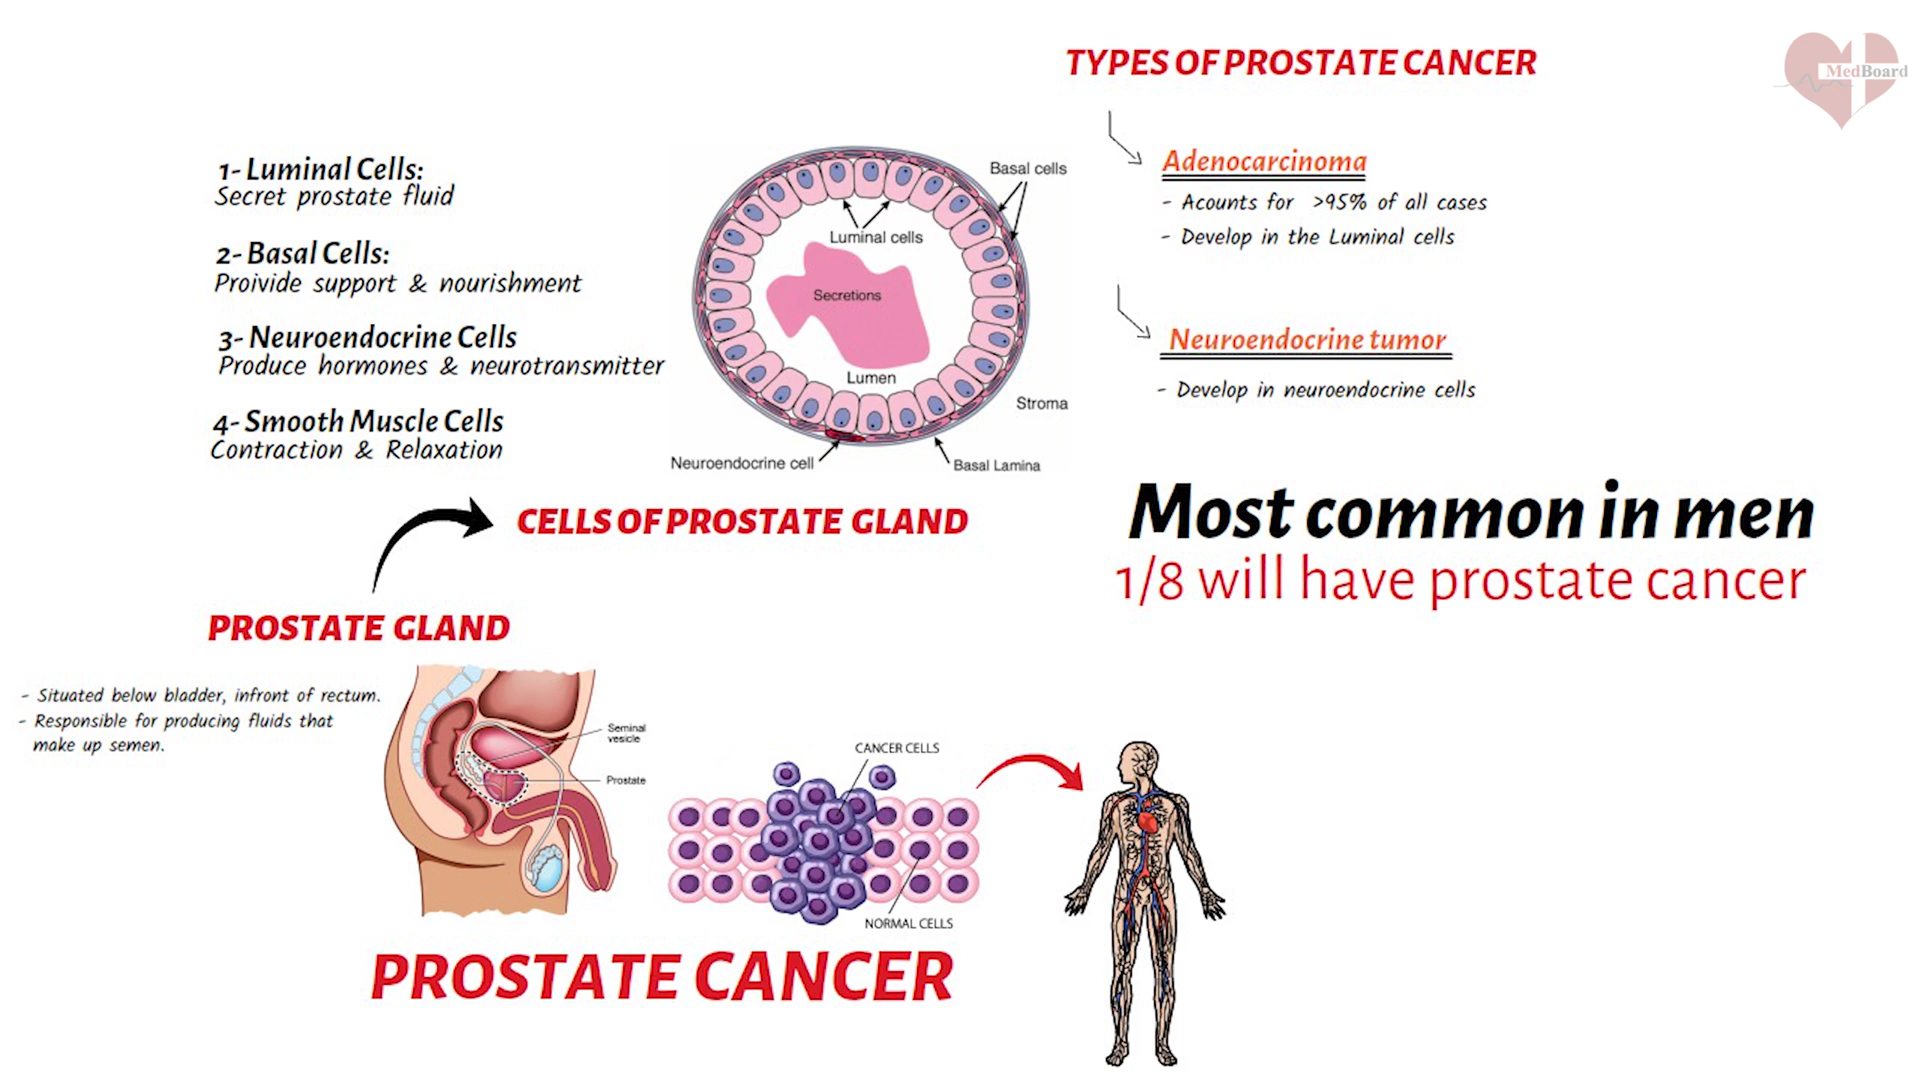 TYPES OF PROSTATE CANCER
MedBoard
Adenocarcinoma
- Acounts for >95% of all cases
- Develop in the Luminal cells
Neuroendocrine tumor
- Develop in neuroendocrine cells
1- Luminal Cells:
Secret prostate fluid
2- Basal Cells:
Proivide support & nourishment
3- Neuroendocrine Cells
Produce hormones & neurotransmitter
4- Smooth Muscle Cells
Contraction & Relaxation
Basal cells
Luminal cells
Secretions
Lumen
Stroma
Neuroendocrine cell
Basal Lamina
CELLS OF PROSTATE GLAND
Most common in men
1/8 will have prostate cancer
PROSTATE GLAND
- Situated below bladder, infront of rectum.
- Responsible for producing fluids that
make up semen.
Seminal
vesicle
Prostate
CANCER CELLS
NORMAL CELLS
PROSTATE CANCER